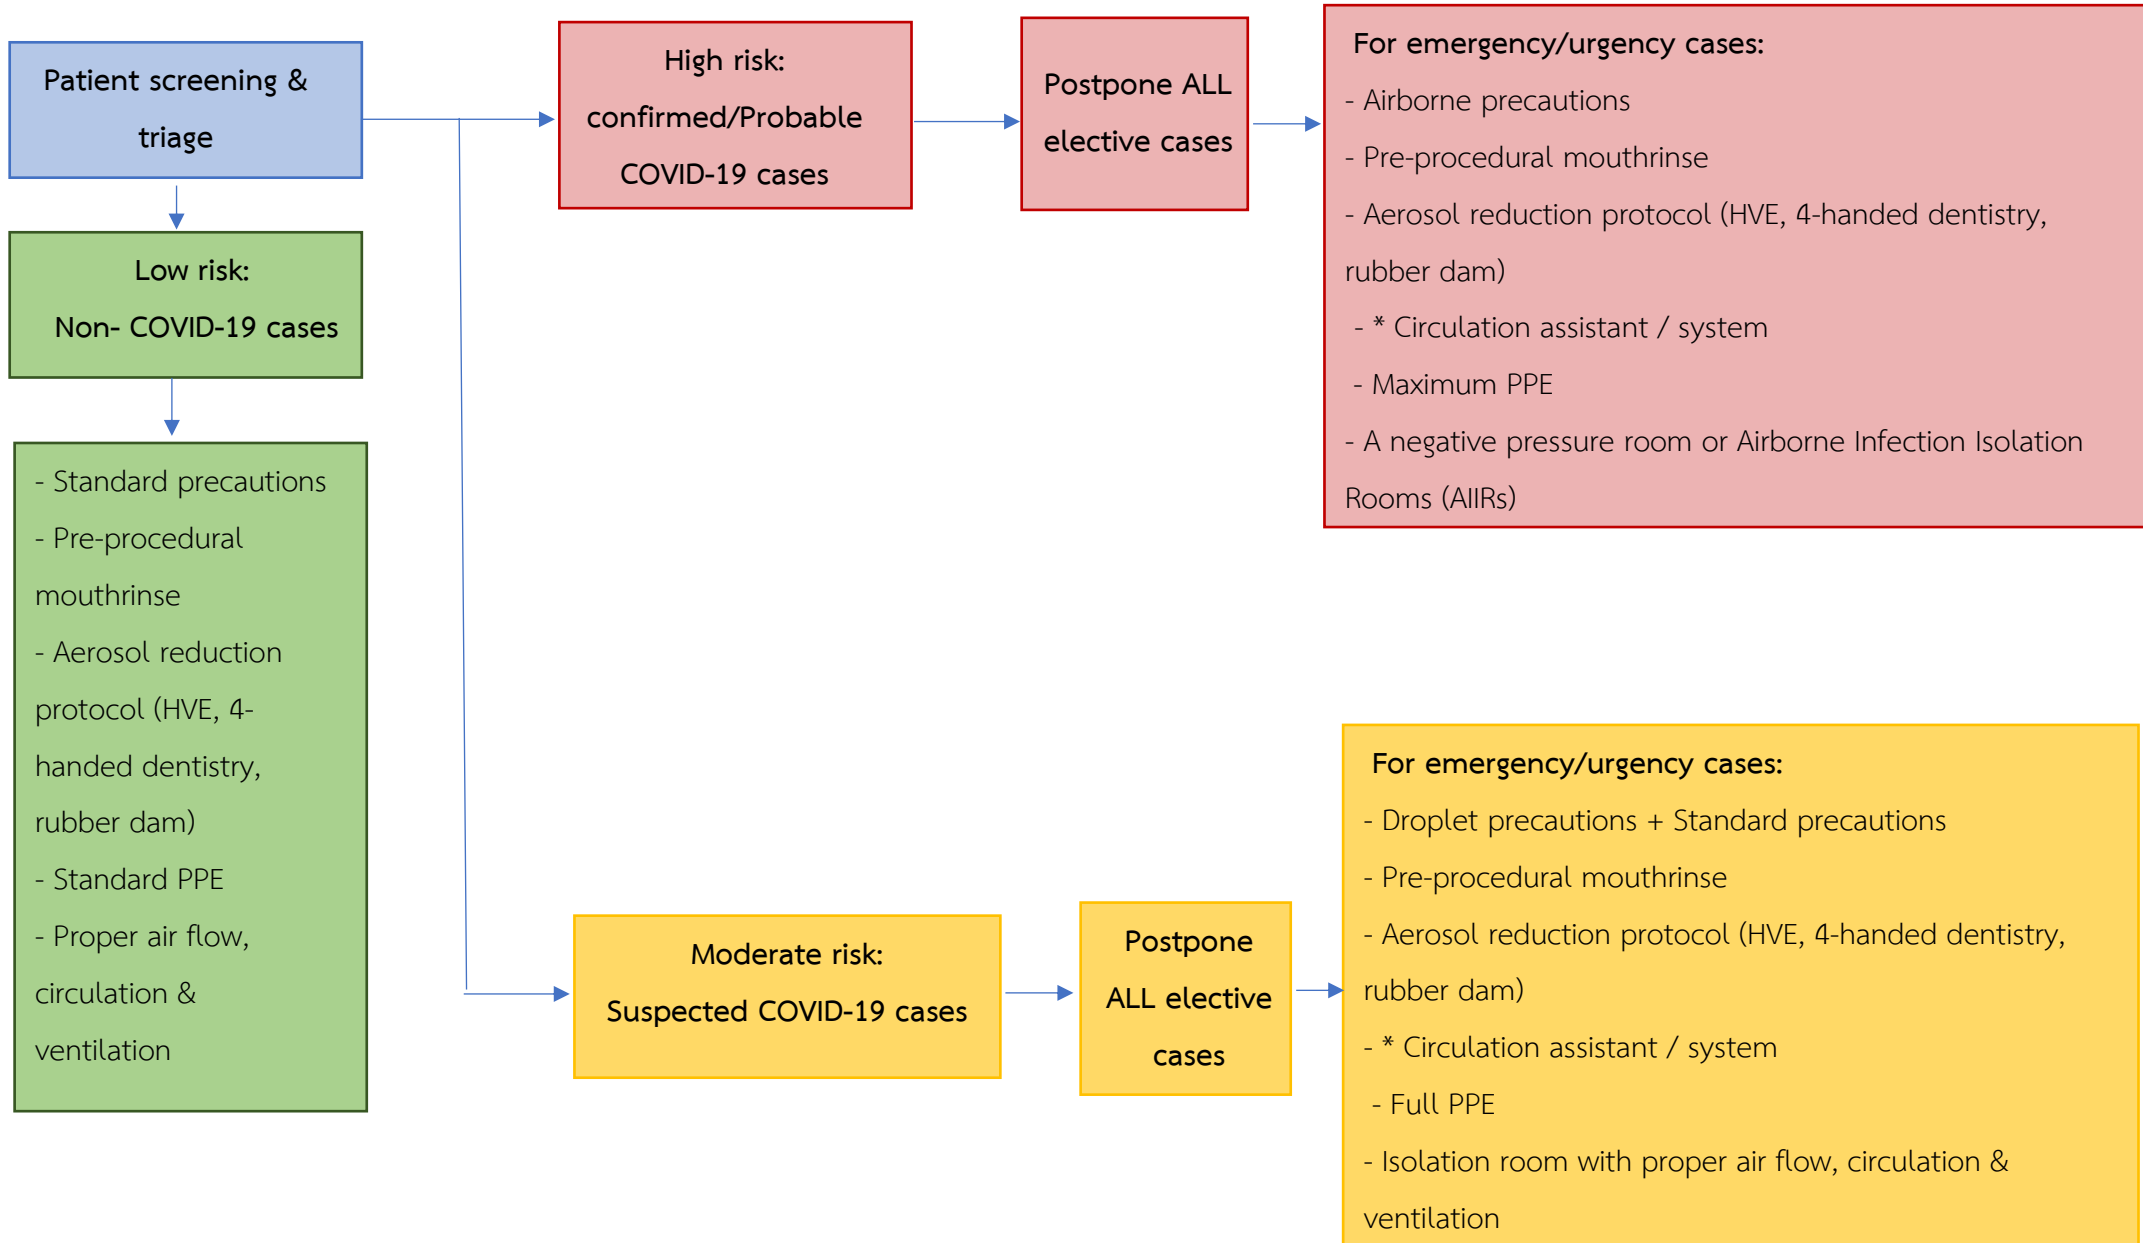 Patient screening &
triage
Low risk:
Non- COVID-19 cases
- Standard precautions
- Pre-procedural
mouthrinse
- Aerosol reduction
protocol (HVE, 4-
handed dentistry,
rubber dam)
- Standard PPE
- Proper air flow,
circulation &
ventilation
High risk:
confirmed/Probable
COVID-19 cases
Postpone ALL
elective cases
For emergency/urgency cases:
- Airborne precautions
- Pre-procedural mouthrinse
- Aerosol reduction protocol (HVE, 4-handed dentistry,
rubber dam)
- * Circulation assistant / system
- Maximum PPE
- A negative pressure room or Airborne Infection Isolation
Rooms (AIIRs)
Moderate risk:
Suspected COVID-19 cases
Postpone
ALL elective
cases
For emergency/urgency cases:
- Droplet precautions + Standard precautions
- Pre-procedural mouthrinse
- Aerosol reduction protocol (HVE, 4-handed dentistry,
rubber dam)
- * Circulation assistant / system
- Full PPE
- Isolation room with proper air flow, circulation &
ventilation